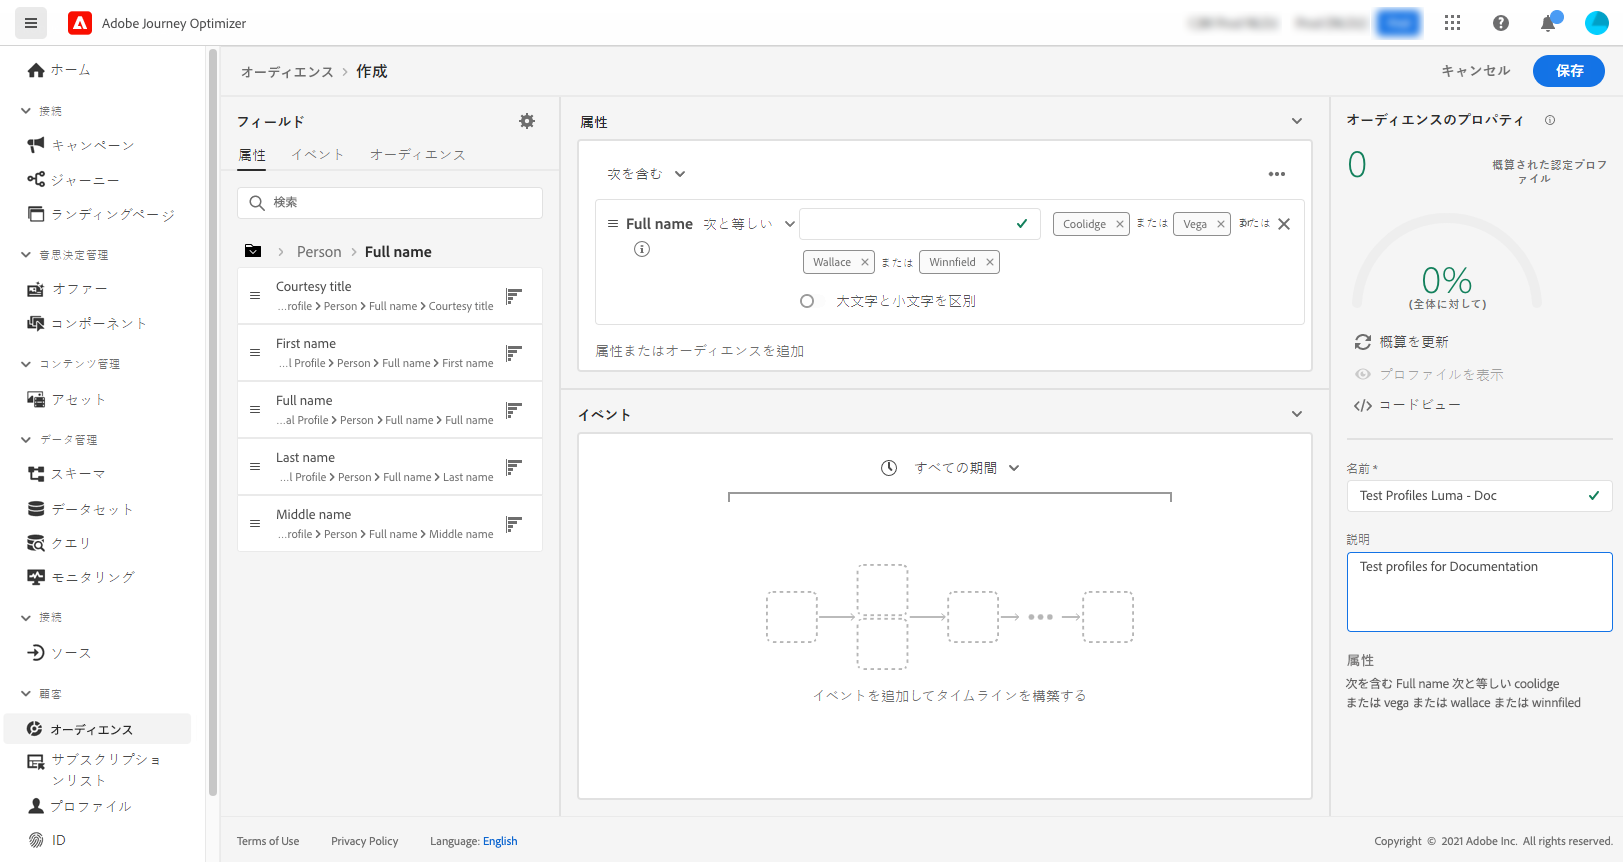 Adobe Journey Optimizer
ホーム
接続
キャンペーン
ジャーニー
ランディングページ
意思決定管理
オファー
コンポーネント
コンテンツ管理
アセット
データ管理
スキーマ
データセット
クエリ
モニタリング
接続
ソース
顧客
オーディエンス
サブスクリプショ
ンリスト
プロファイル
ID
オーディエンス > 作成
キャンセル
保存
フィールド
属性 イベント オーディエンス
検索
Person > Full name
Courtesy title
...rofile > Person > Full name > Courtesy title
First name
...l Profile > Person > Full name > First name
Full name
...al Profile > Person > Full name > Full name
Last name
...l Profile > Person > Full name > Last name
Middle name
...rofile > Person > Full name > Middle name
属性
次を含む
Full name 次と等しい Coolidge または Vega または
Wallace または Winnfield
大文字と小文字を区別
属性またはオーディエンスを追加
イベント
すべての期間
イベントを追加してタイムラインを構築する
オーディエンスのプロパティ
0
概算された認定プロフ
ァイル
0%
(全体に対して)
概算を更新
プロファイルを表示
コードビュー
名前 *
Test Profiles Luma - Doc
説明
Test profiles for Documentation
属性
次を含む Full name 次と等しい coolidge
または vega または wallace または winnfiled
Terms of Use Privacy Policy Language: English
Copyright © 2021 Adobe Inc. All rights reserved.